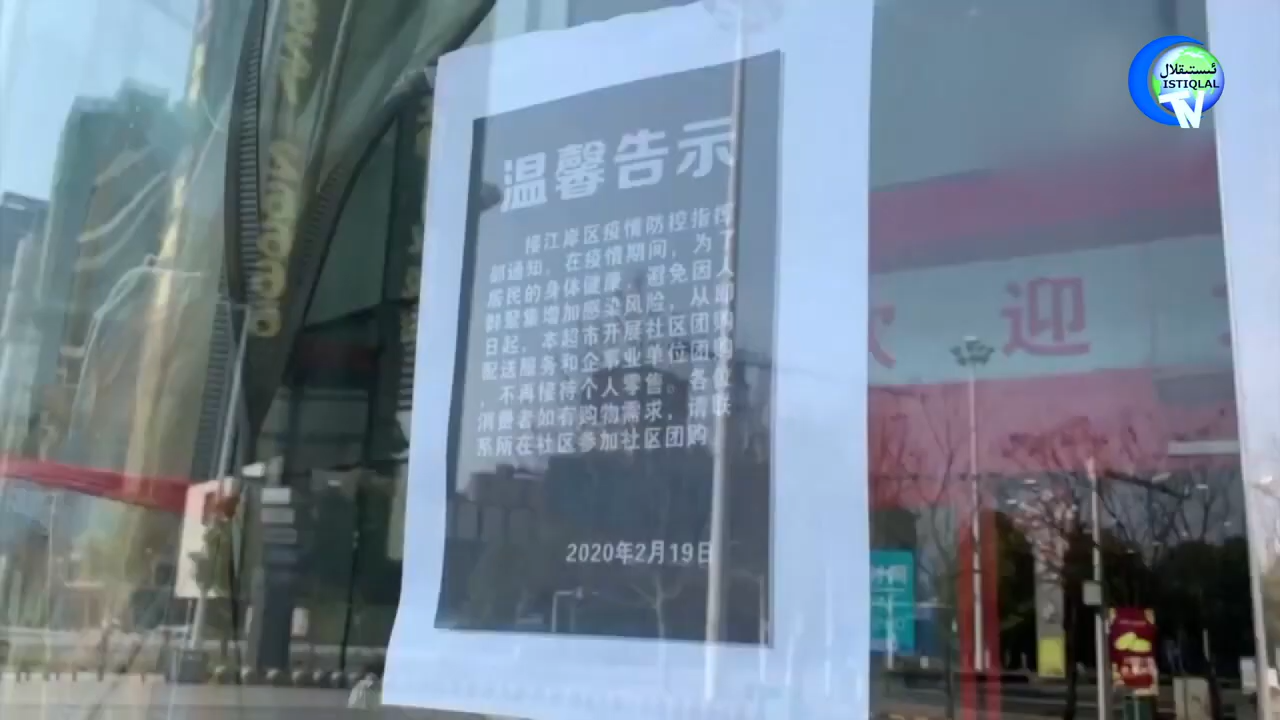 温馨告示
接江岸区疫情防控指挥
部通知，在疫情期间，为了
居民的身体健康，避免因人
群聚集增加感染风险，从即
日起，本超市开展社区团购
配送服务和企事业单位团购
，不再接待个人零售。各位
消费者如有购物需求，请联
系所在社区参加社区团购
2020年2月19日
欢迎
ئىستىقلال
ISTIQLAL
TV